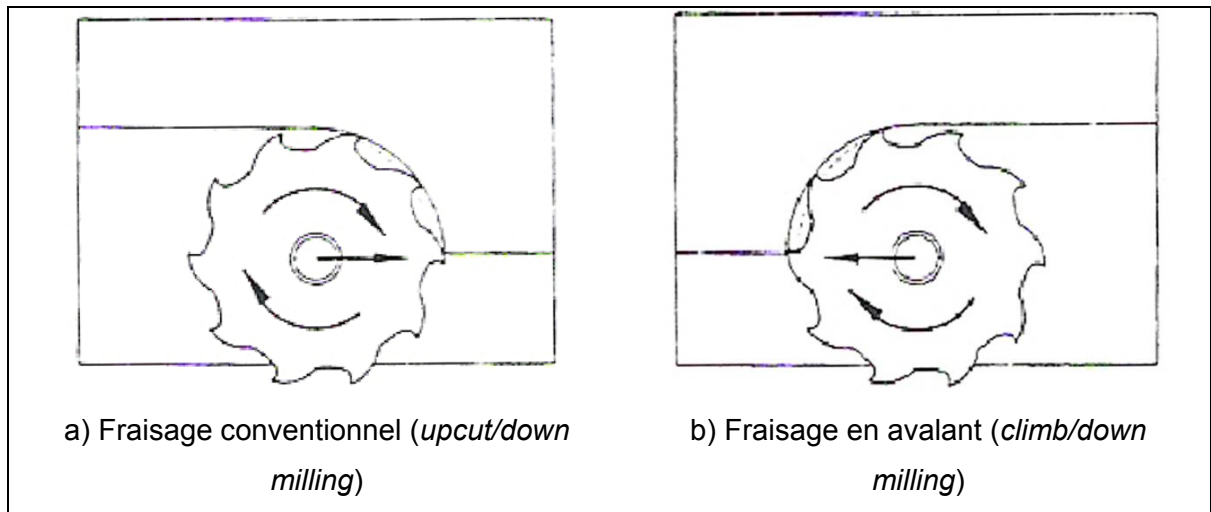 a) Fraisage conventionnel (upcut/down
milling)
b) Fraisage en avalant (climb/down
milling)